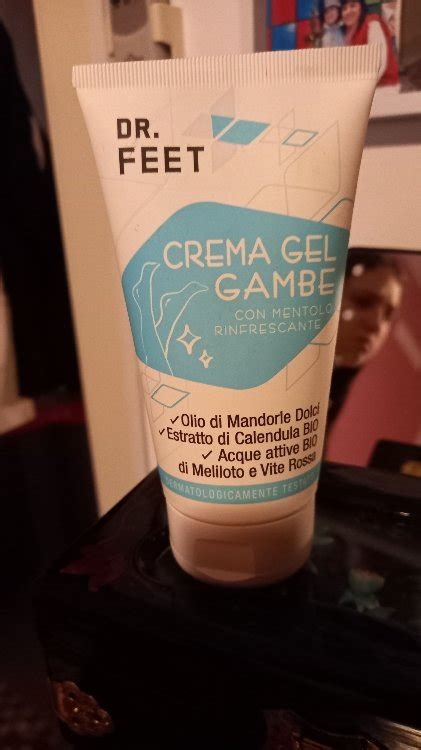 DR.
FEET
CREMA GEL
GAMBE
CON MENTOLO
RINFRESCANTE
✓Olio di Mandorle Dolci
✓Estratto di Calendula BIO
✓ Acque attive BIO
di Meliloto e Vite Rossa
DERMATOLOGICAMENTE